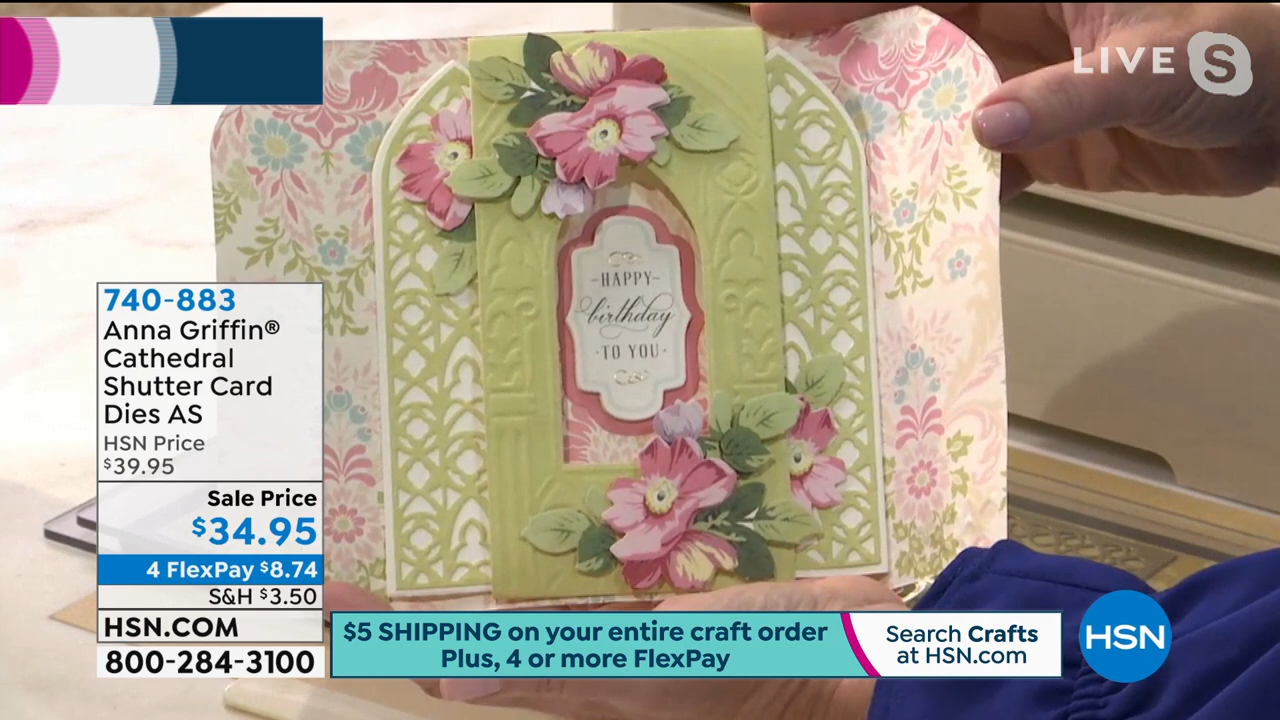 LIVE S
-HAPPY-
birthday
·TO YOU·
740-883
Anna Griffin®
Cathedral
Shutter Card
Dies AS
HSN Price
$39.95
Sale Price
$34.95
4 FlexPay $8.74
S&H $3.50
HSN.COM
800-284-3100
$5 SHIPPING on your entire craft order
Plus, 4 or more FlexPay
Search Crafts
at HSN.com
HSN